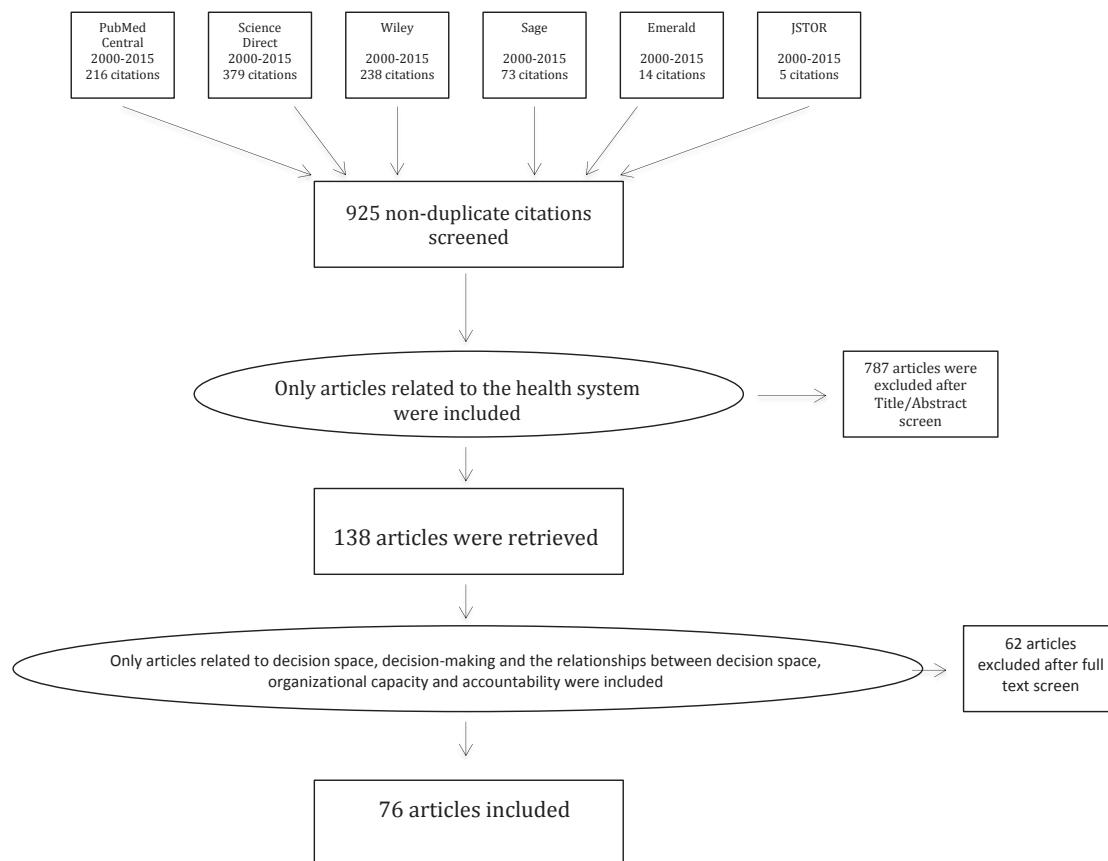 PubMed
Central
2000-2015
216 citations
Science
Direct
2000-2015
379 citations
Wiley
2000-2015
238 citations
Sage
2000-2015
73 citations
Emerald
2000-2015
14 citations
JSTOR
2000-2015
5 citations
925 non-duplicate citations
screened
Only articles related to the health system
were included
787 articles were
excluded after
Title/Abstract
screen
138 articles were retrieved
Only articles related to decision space, decision-making and the relationships between decision space,
organizational capacity and accountability were included
62 articles
excluded after full
text screen
76 articles included